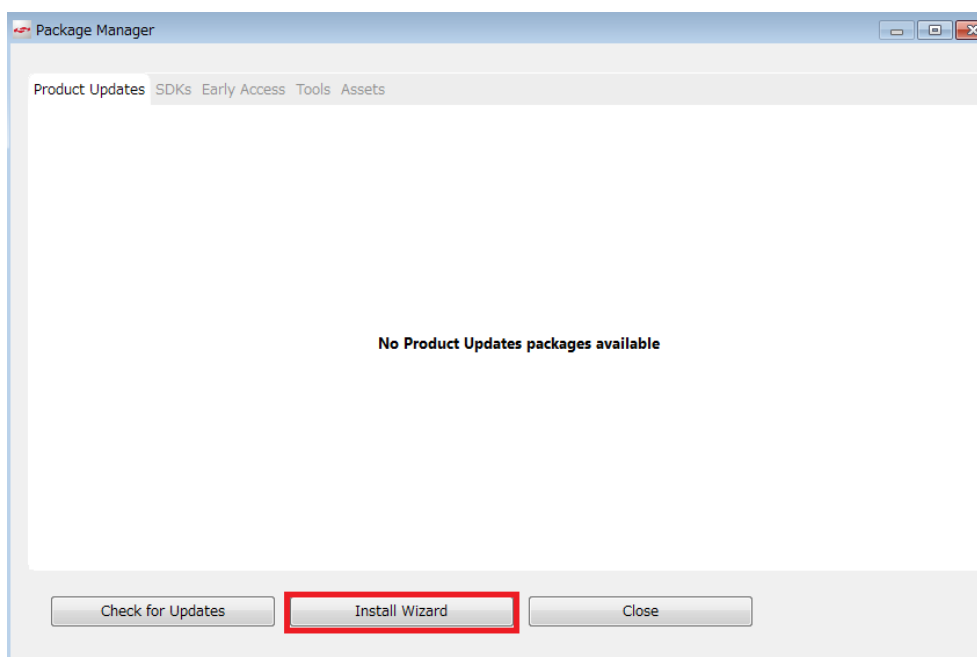 Package Manager
Product Updates SDKs Early Access Tools Assets
No Product Updates packages available
Check for Updates Install Wizard Close